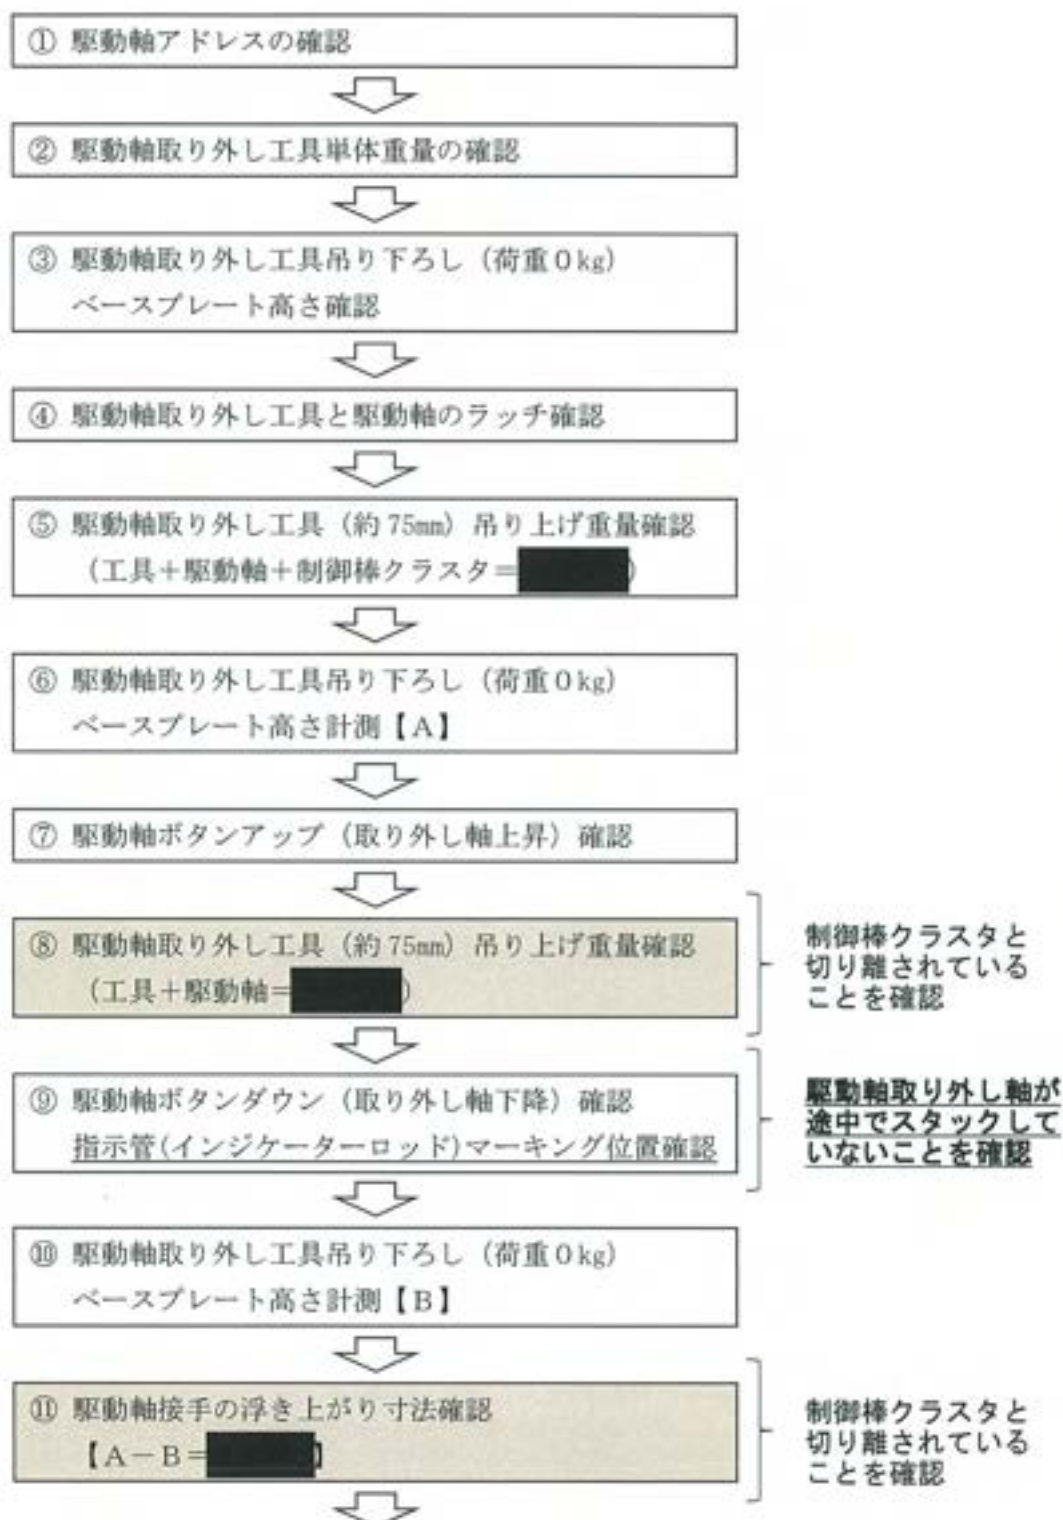 ① 駆動軸アドレスの確認
② 駆動軸取り外し工具単体重量の確認
③ 駆動軸取り外し工具吊り下ろし（荷重０kg）
ベースプレート高さ確認
④ 駆動軸取り外し工具と駆動軸のラッチ確認
⑤ 駆動軸取り外し工具（約75mm）吊り上げ重量確認
（工具＋駆動軸＋制御棒クラスタ＝）
⑥ 駆動軸取り外し工具吊り下ろし（荷重０kg）
ベースプレート高さ計測【A】
⑦ 駆動軸ボタンアップ（取り外し軸上昇）確認
⑧ 駆動軸取り外し工具（約75mm）吊り上げ重量確認
（工具＋駆動軸＝）
制御棒クラスタと
切り離されている
ことを確認
⑨ 駆動軸ボタンダウン（取り外し軸下降）確認
指示管(インジケーターロッド)マーキング位置確認
駆動軸取り外し軸が
途中でスタックして
いないことを確認
⑩ 駆動軸取り外し工具吊り下ろし（荷重０kg）
ベースプレート高さ計測【B】
⑪ 駆動軸接手の浮き上がり寸法確認
【A－B＝】
制御棒クラスタと
切り離されている
ことを確認